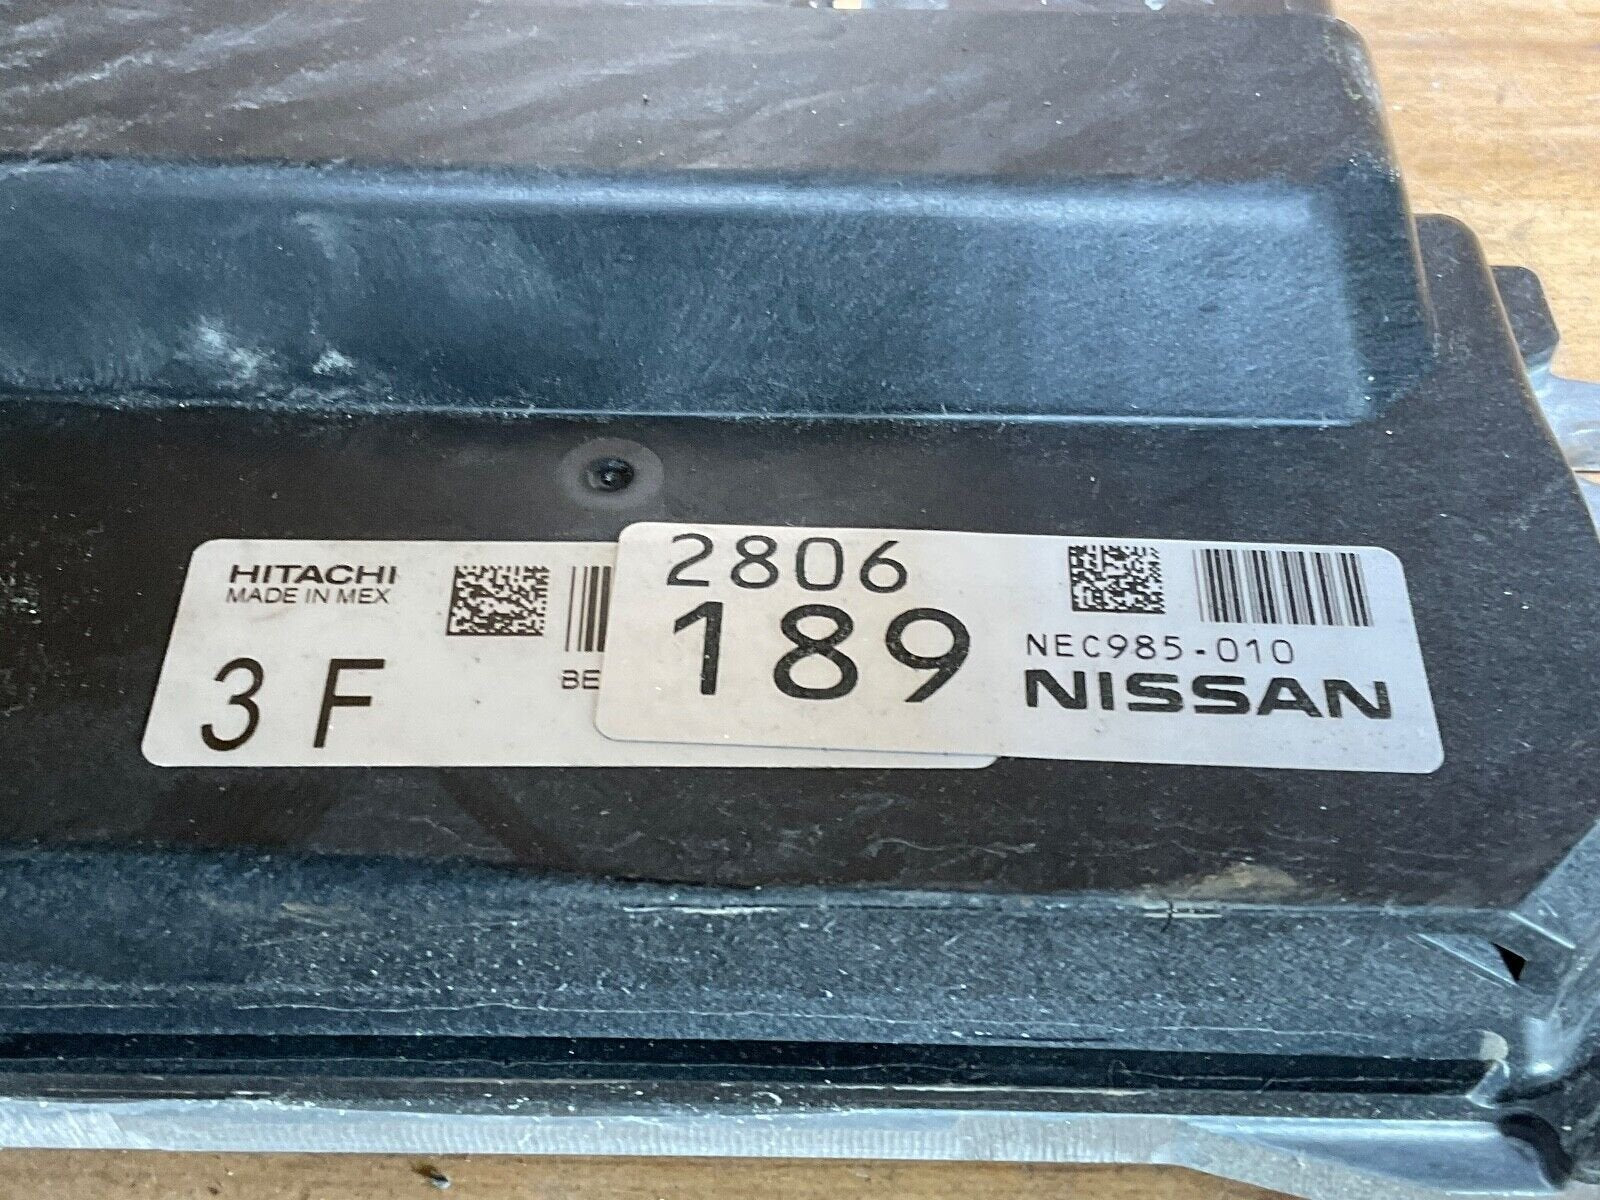 HITACHI
MADE IN MEX
3 F
BE
2806
189
NEC985-010
NISSAN